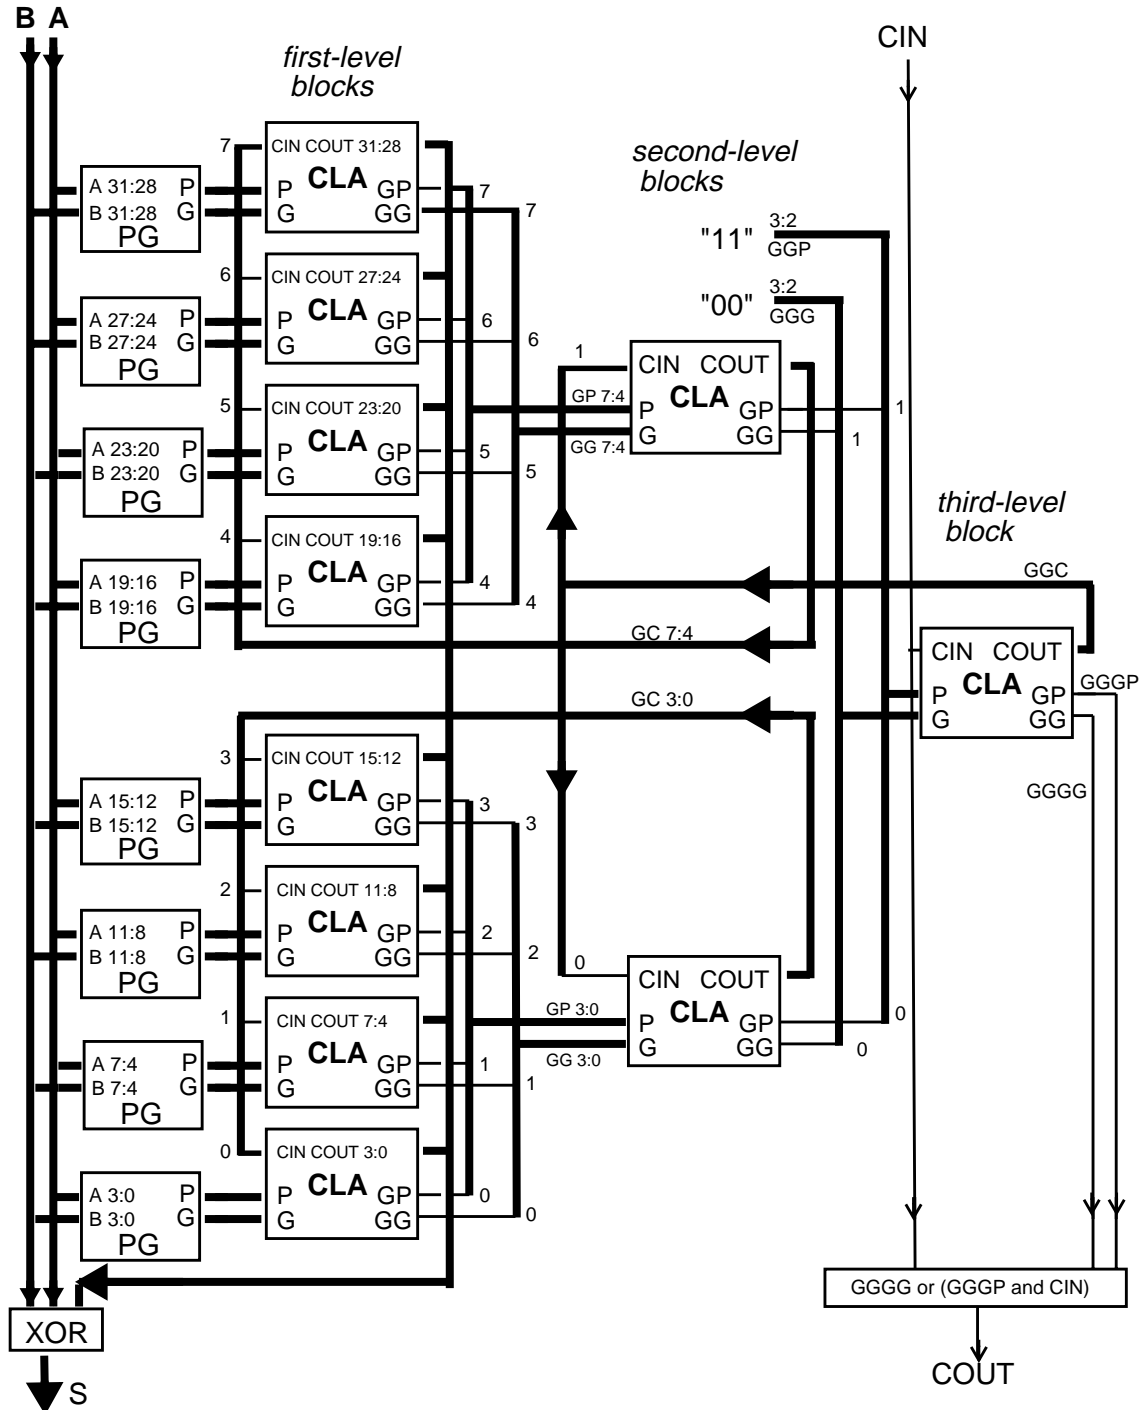 B A
CIN
first-level
blocks
second-level
blocks
7
CIN COUT 31:28
CLA
P GP
G GG
7
7
A 31:28 P
B 31:28 G
PG
"11"
3:2
GGP
6
CIN COUT 27:24
CLA
P GP
G GG
6
6
A 27:24 P
B 27:24 G
PG
"00"
3:2
GGG
1
CIN COUT
CLA
GP 7:4
P GP
G GG
GG 7:4
1
1
5
CIN COUT 23:20
CLA
P GP
G GG
5
5
A 23:20 P
B 23:20 G
PG
third-level
block
4
CIN COUT 19:16
CLA
P GP
G GG
4
4
A 19:16 P
B 19:16 G
PG
GGC
GC 7:4
CIN COUT
CLA
P GP
G GG
GGGP
GGGG
GC 3:0
3
CIN COUT 15:12
CLA
P GP
G GG
3
3
A 15:12 P
B 15:12 G
PG
2
CIN COUT 11:8
CLA
P GP
G GG
2
2
A 11:8 P
B 11:8 G
PG
0
CIN COUT
CLA
GP 3:0
P GP
G GG
GG 3:0
0
0
1
CIN COUT 7:4
CLA
P GP
G GG
1
1
A 7:4 P
B 7:4 G
PG
0
CIN COUT 3:0
CLA
P GP
G GG
0
0
A 3:0 P
B 3:0 G
PG
GGGG or (GGGP and CIN)
XOR
COUT
S